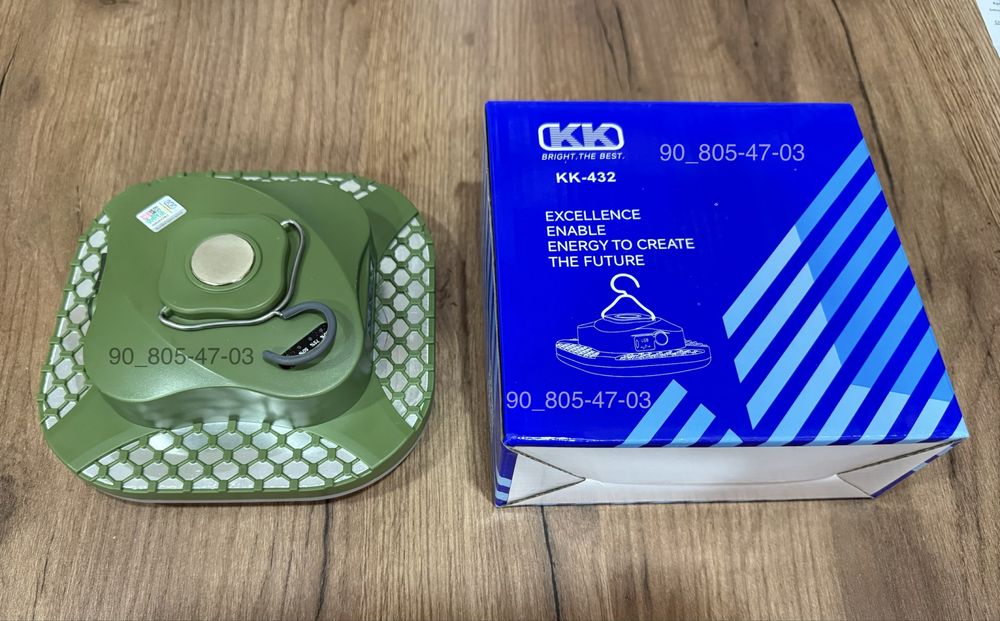 KK
BRIGHT.THE BEST.
90_805-47-03
KK-432
EXCELLENCE
ENABLE
ENERGY TO CREATE
THE FUTURE
90_805-47-03
90_805-47-03